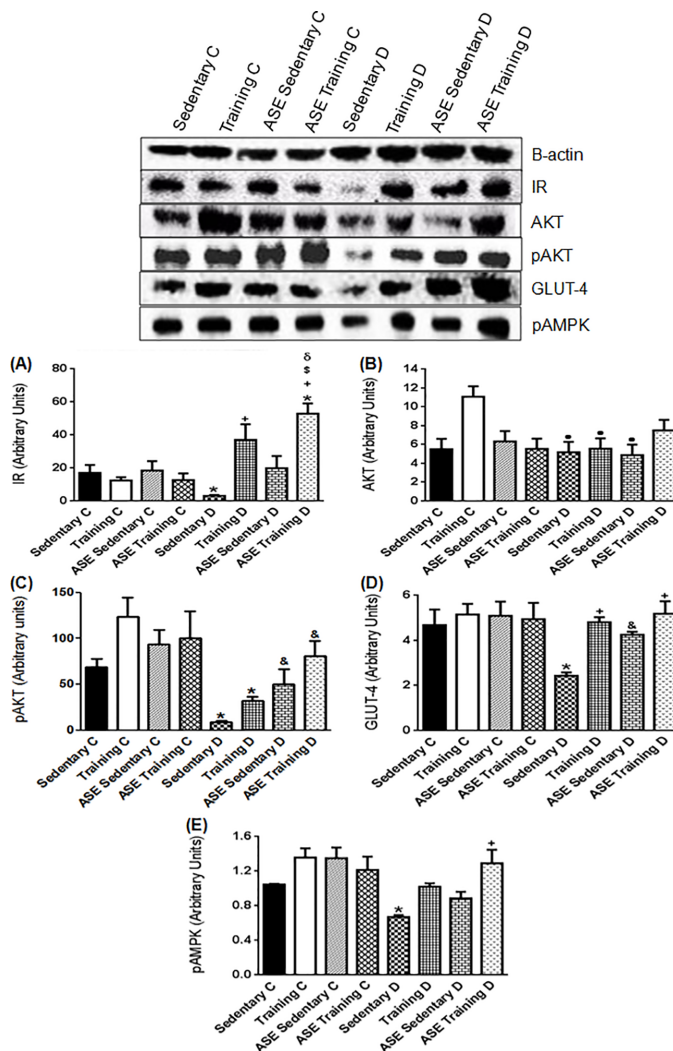 Sedentary C
Training C
ASE Sedentary C
ASE Training C
Sedentary D
Training D
ASE Sedentary D
ASE Training D
B-actin
IR
AKT
pAKT
GLUT-4
pAMPK
(A)
IR (Arbitrary Units)
80
60
40
20
0
*
+
δ
$
+
*
Sedentary C
Training C
ASE Sedentary C
ASE Training C
Sedentary D
Training D
ASE Sedentary D
ASE Training D
(B)
AKT (Arbitrary Units)
14
12
10
8
6
4
2
0
•
•
•
Sedentary C
Training C
ASE Sedentary C
ASE Training C
Sedentary D
Training D
ASE Sedentary D
ASE Training D
(C)
pAKT (Arbitrary units)
150
100
50
0
*
*
&
&
Sedentary C
Training C
ASE Sedentary C
ASE Training C
Sedentary D
Training D
ASE Sedentary D
ASE Training D
(D)
GLUT-4 (Arbitrary Units)
6
4
2
0
*
+
&
+
Sedentary C
Training C
ASE Sedentary C
ASE Training C
Sedentary D
Training D
ASE Sedentary D
ASE Training D
(E)
pAMPK (Arbitrary Units)
1.6
1.2
0.8
0.4
0.0
*
+
Sedentary C
Training C
ASE Sedentary C
ASE Training C
Sedentary D
Training D
ASE Sedentary D
ASE Training D